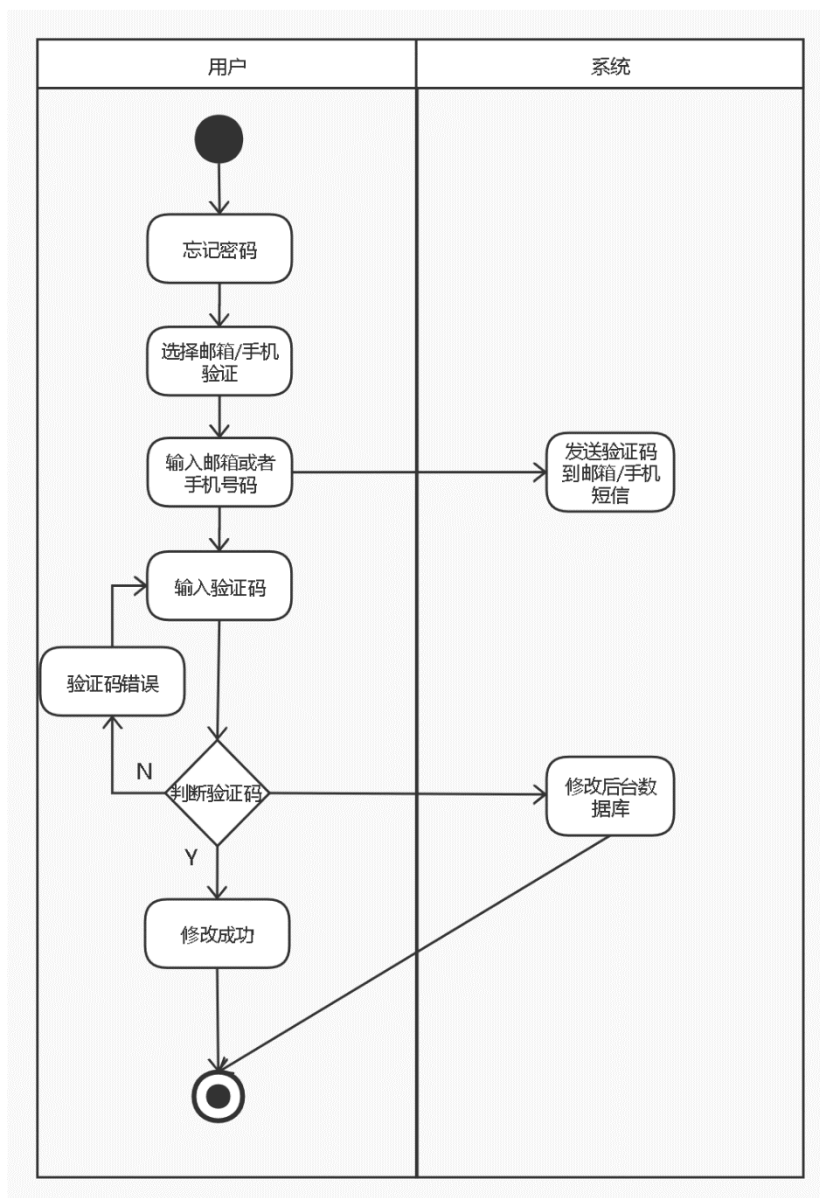 用户
系统
忘记密码
选择邮箱/手机
验证
输入邮箱或者
手机号码
发送验证码
到邮箱/手机
短信
输入验证码
验证码错误
N
判断验证码
修改后台数
据库
Y
修改成功